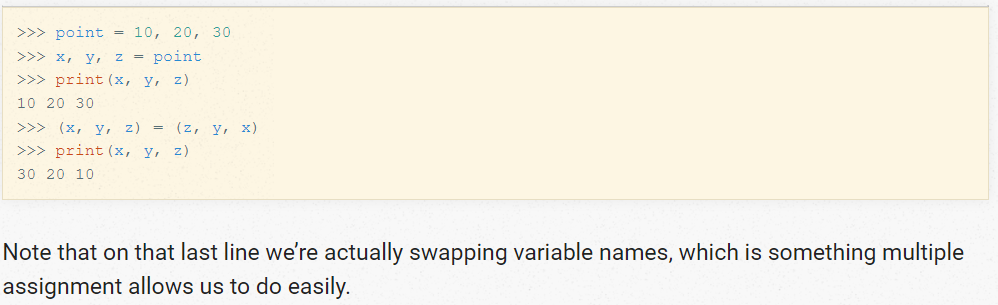 >>> point = 10, 20, 30
>>> x, y, z = point
>>> print(x, y, z)
10 20 30
>>> (x, y, z) = (z, y, x)
>>> print(x, y, z)
30 20 10
Note that on that last line we’re actually swapping variable names, which is something multiple
assignment allows us to do easily.